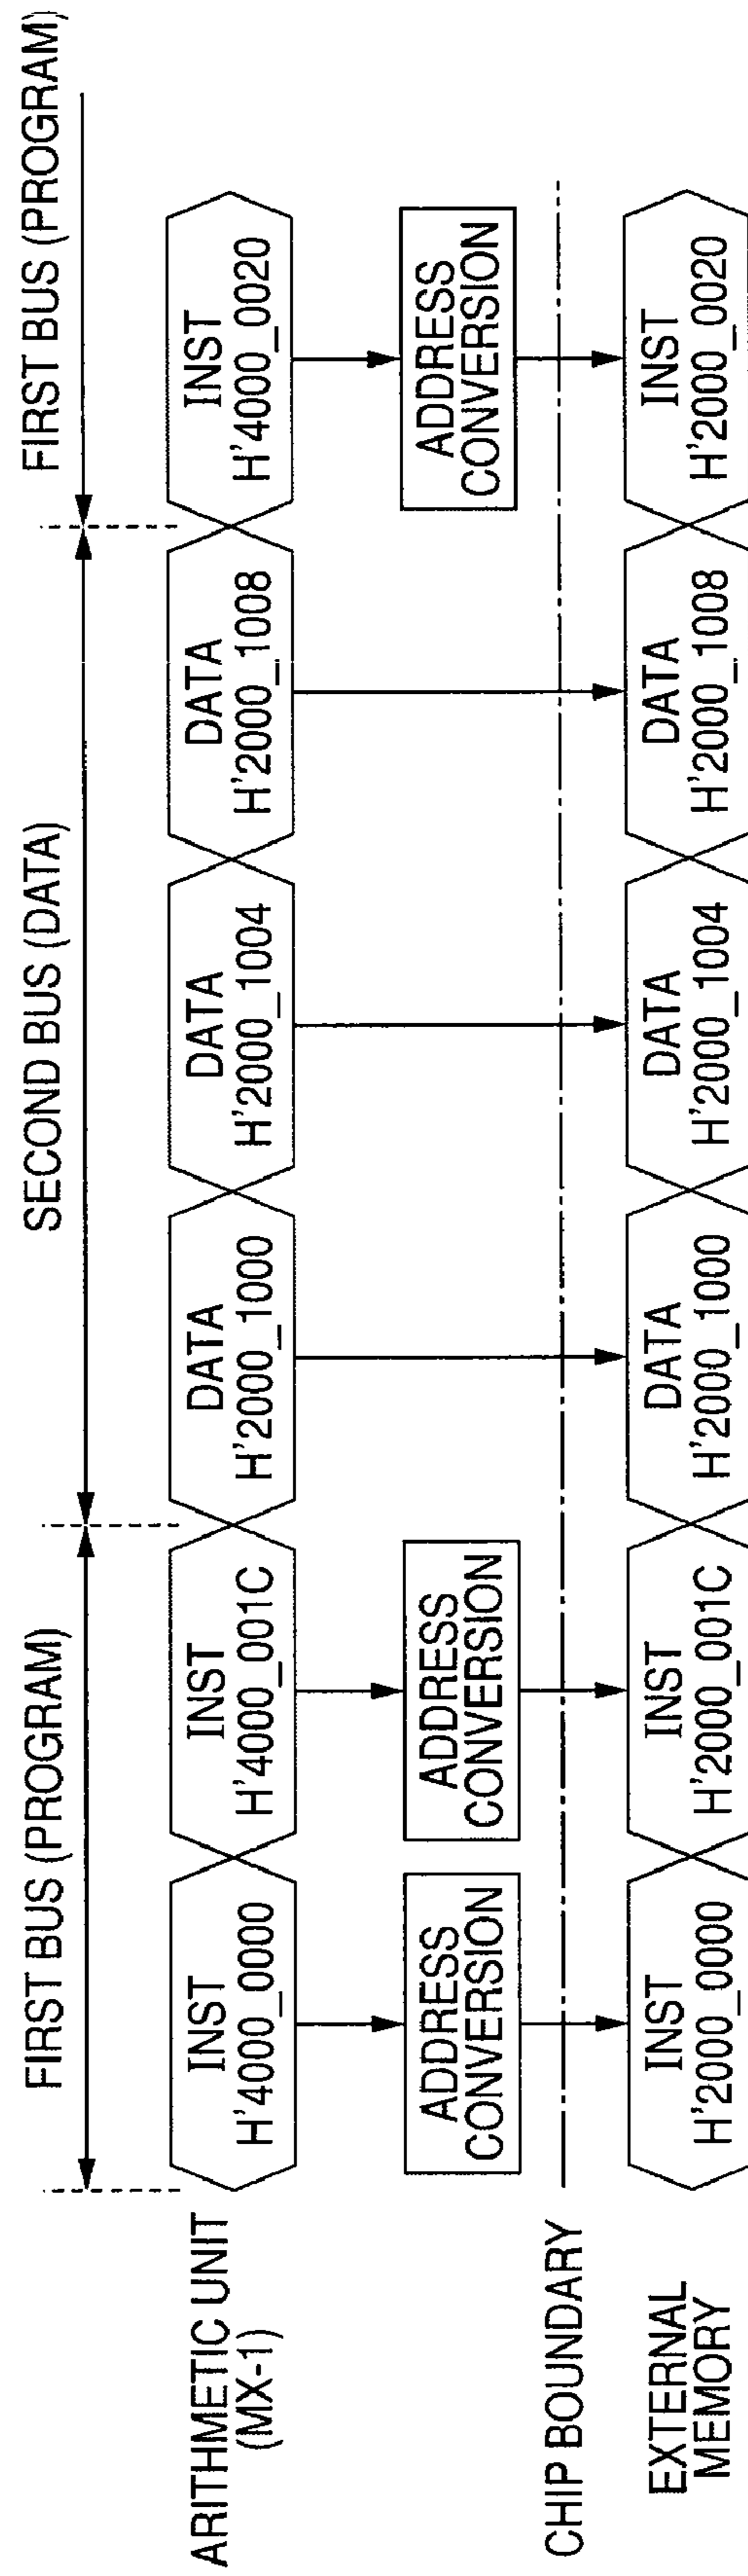 FIRST BUS (PROGRAM)
SECOND BUS (DATA)
FIRST BUS (PROGRAM)
ARITHMETIC UNIT
(MX-1)
INST
H'4000_0000
INST
H'4000_001C
DATA
H'2000_1000
DATA
H'2000_1004
DATA
H'2000_1008
INST
H'4000_0020
ADDRESS
CONVERSION
ADDRESS
CONVERSION
ADDRESS
CONVERSION
CHIP BOUNDARY
EXTERNAL
MEMORY
INST
H'2000_0000
INST
H'2000_001C
DATA
H'2000_1000
DATA
H'2000_1004
DATA
H'2000_1008
INST
H'2000_0020